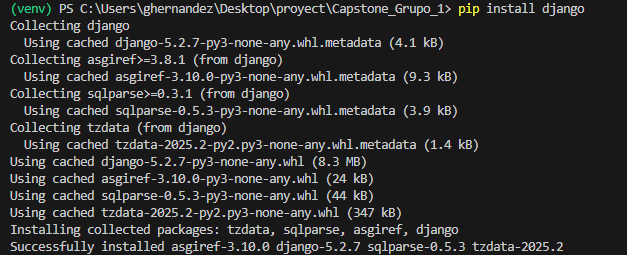 (venv) PS C:\Users\ghernandez\Desktop\proyect\Capstone_Grupo_1> pip install django
Collecting django
  Using cached django-5.2.7-py3-none-any.whl.metadata (4.1 kB)
Collecting asgiref>=3.8.1 (from django)
  Using cached asgiref-3.10.0-py3-none-any.whl.metadata (9.3 kB)
Collecting sqlparse>=0.3.1 (from django)
  Using cached sqlparse-0.5.3-py3-none-any.whl.metadata (3.9 kB)
Collecting tzdata (from django)
  Using cached tzdata-2025.2-py2.py3-none-any.whl.metadata (1.4 kB)
Using cached django-5.2.7-py3-none-any.whl (8.3 MB)
Using cached asgiref-3.10.0-py3-none-any.whl (24 kB)
Using cached sqlparse-0.5.3-py3-none-any.whl (44 kB)
Using cached tzdata-2025.2-py2.py3-none-any.whl (347 kB)
Installing collected packages: tzdata, sqlparse, asgiref, django
Successfully installed asgiref-3.10.0 django-5.2.7 sqlparse-0.5.3 tzdata-2025.2